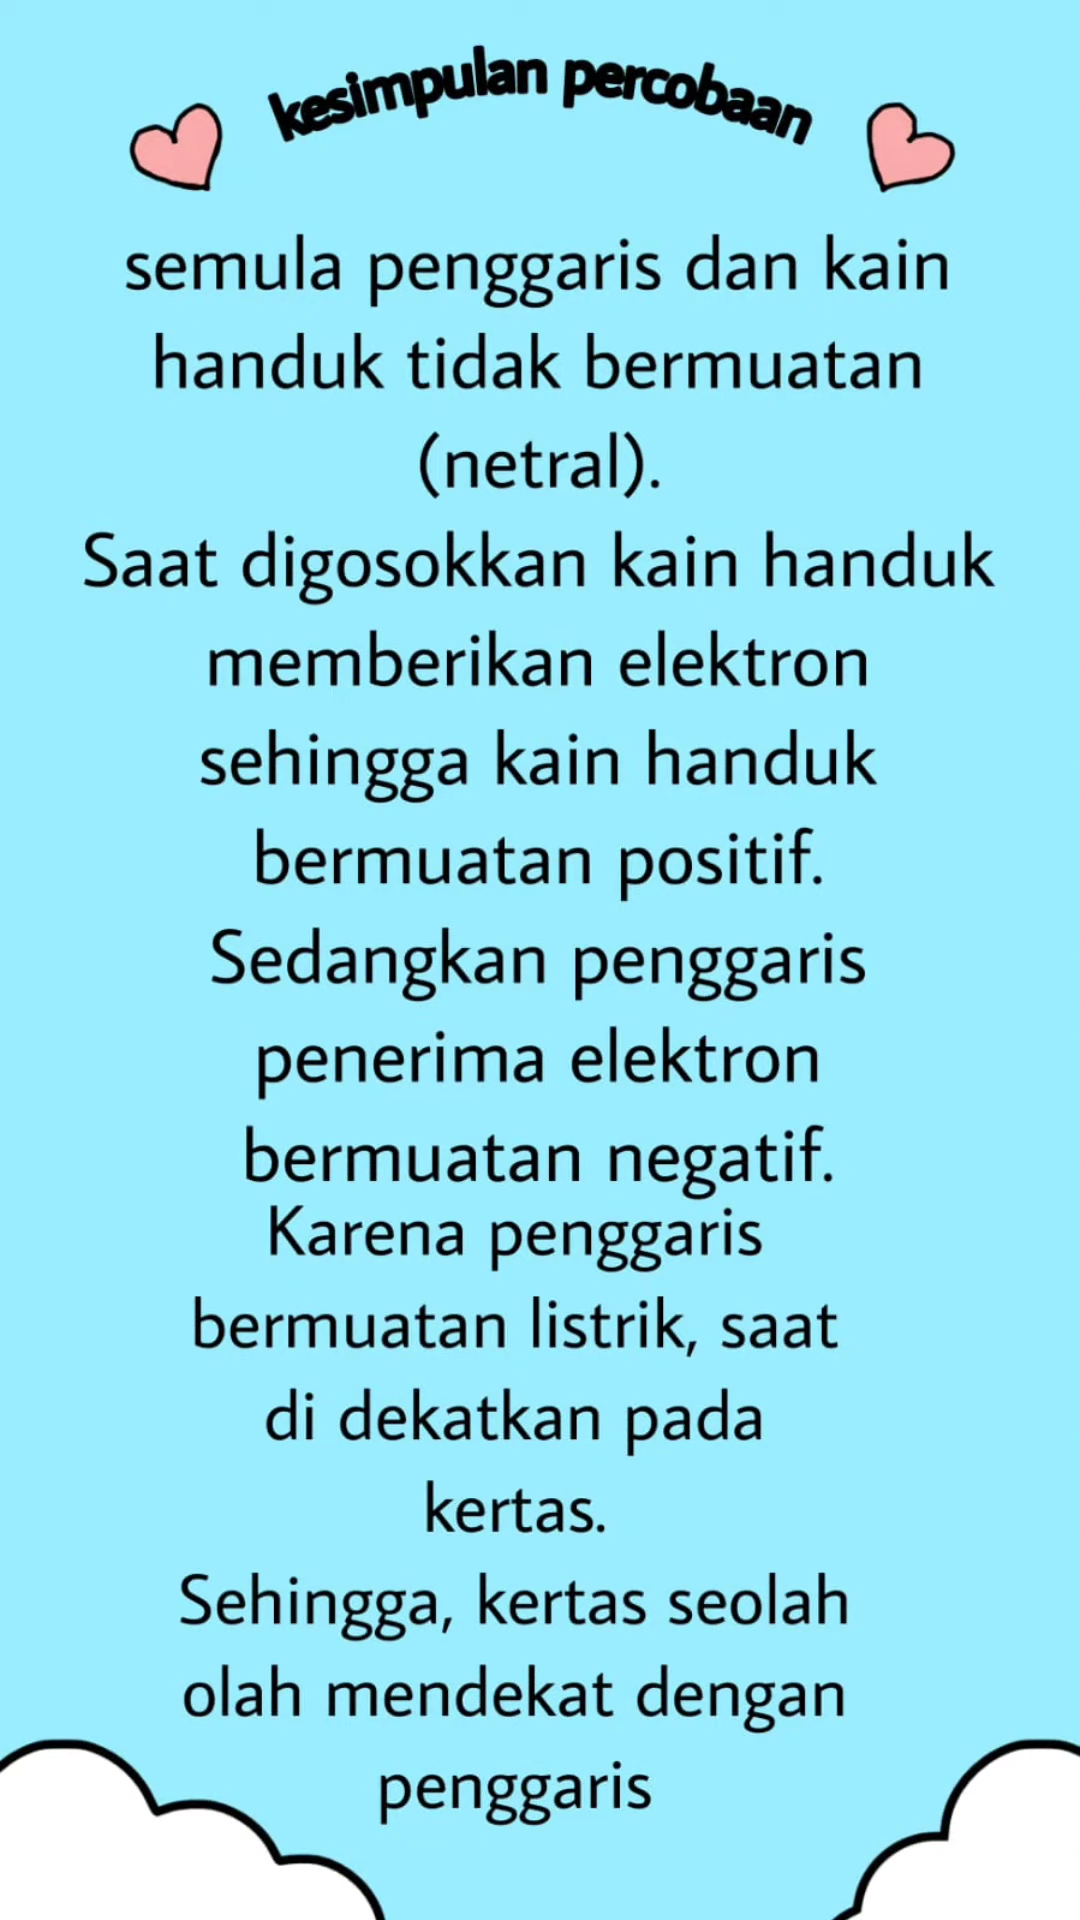 kesimpulan percobaan
semula penggaris dan kain
handuk tidak bermuatan
(netral).
Saat digosokkan kain handuk
memberikan elektron
sehingga kain handuk
bermuatan positif.
Sedangkan penggaris
penerima elektron
bermuatan negatif.
Karena penggaris
bermuatan listrik, saat
di dekatkan pada
kertas.
Sehingga, kertas seolah
olah mendekat dengan
penggaris